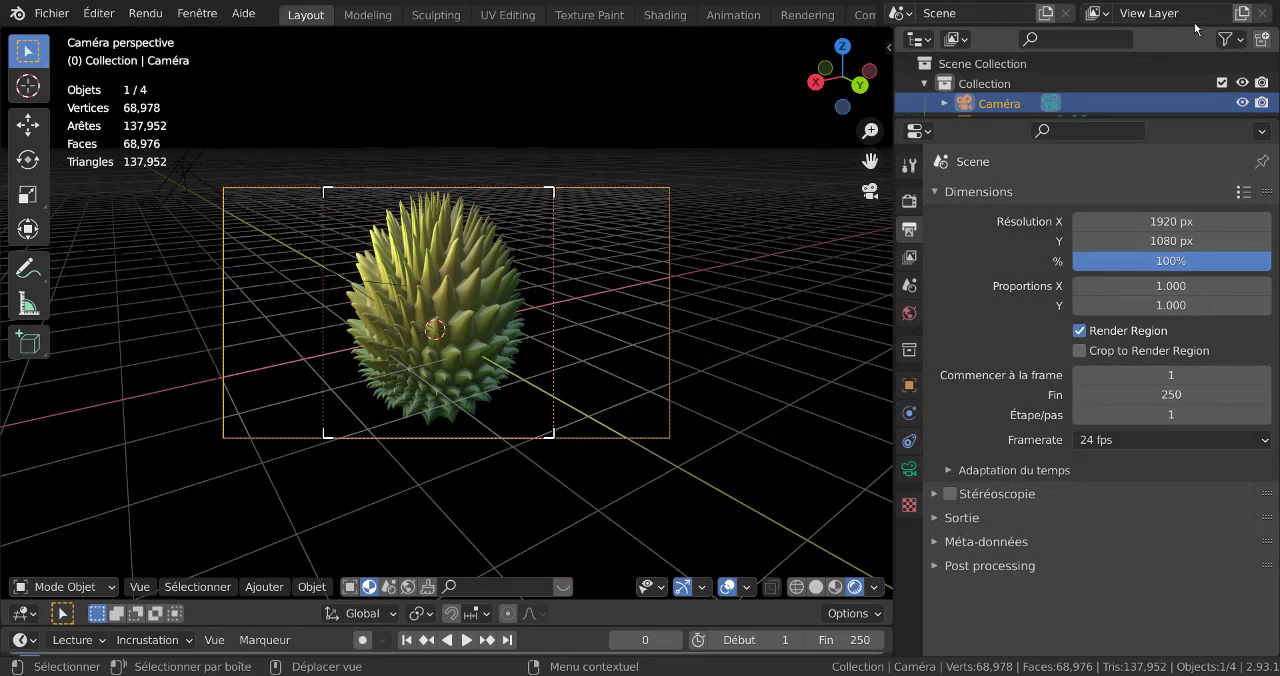 Fichier Éditer Rendu Fenêtre Aide Layout Modeling Sculpting UV Editing Texture Paint Shading Animation Rendering Com Scene View Layer
Caméra perspective
(0) Collection | Caméra
Objets 1 / 4
Vertices 68,978
Arêtes 137,952
Faces 68,976
Triangles 137,952
Z
X
Y
Scene Collection
Collection
Caméra
Scene
Dimensions
Résolution X 1920 px
Y 1080 px
% 100%
Proportions X 1.000
Y 1.000
Render Region
Crop to Render Region
Commencer à la frame 1
Fin 250
Étape/pas 1
Framerate 24 fps
Adaptation du temps
Stéréoscopie
Sortie
Méta-données
Post processing
Mode Objet Vue Sélectionner Ajouter Objet
Global Options
Lecture Incrustation Vue Marqueur 0 Début 1 Fin 250
Sélectionner Sélectionner par boîte Déplacer vue Menu contextuel Collection | Caméra | Verts:68,978 | Faces:68,976 | Tris:137,952 | Objects:1/4 | 2.93.1